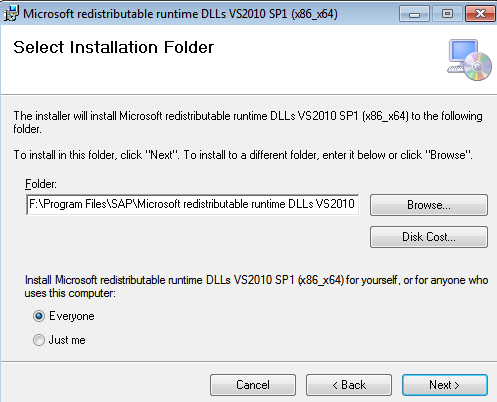 Microsoft redistributable runtime DLLs VS2010 SP1 (x86_x64)
Select Installation Folder
The installer will install Microsoft redistributable runtime DLLs VS2010 SP1 (x86_x64) to the following
folder.
To install in this folder, click "Next". To install to a different folder, enter it below or click "Browse".
Folder:
F:\Program Files\SAP\Microsoft redistributable runtime DLLs VS2010
Browse...
Disk Cost...
Install Microsoft redistributable runtime DLLs VS2010 SP1 (x86_x64) for yourself, or for anyone who
uses this computer:
Everyone
Just me
Cancel
< Back
Next >